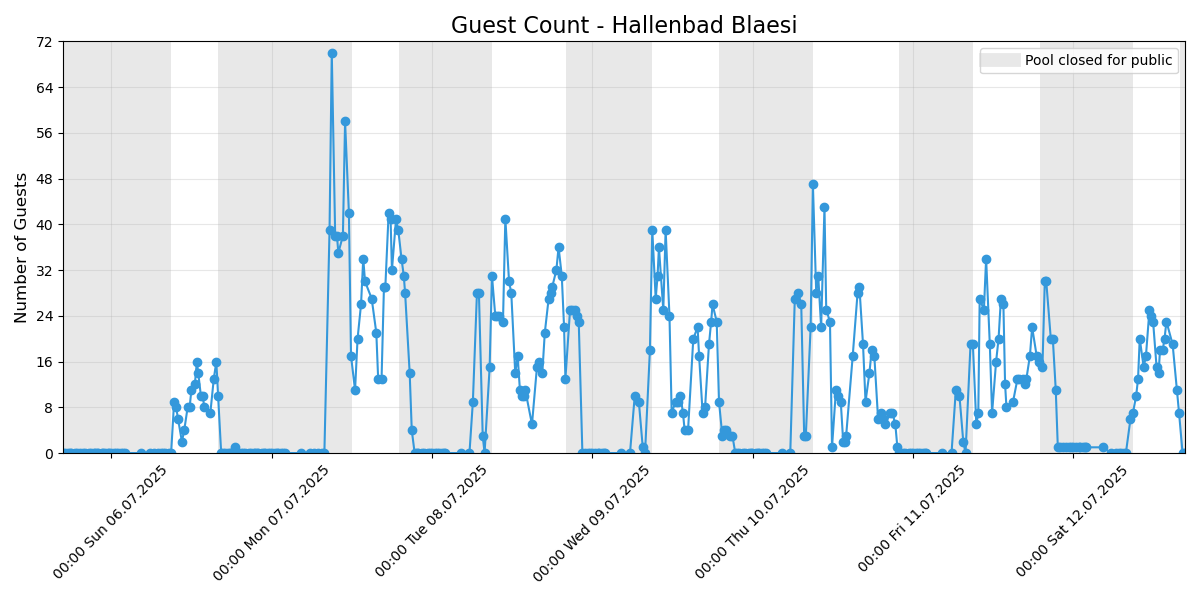 Guest Count - Hallenbad Blaesi
Pool closed for public
Number of Guests
72
64
56
48
40
32
24
16
8
0
00:00 Sun 06.07.2025
00:00 Mon 07.07.2025
00:00 Tue 08.07.2025
00:00 Wed 09.07.2025
00:00 Thu 10.07.2025
00:00 Fri 11.07.2025
00:00 Sat 12.07.2025